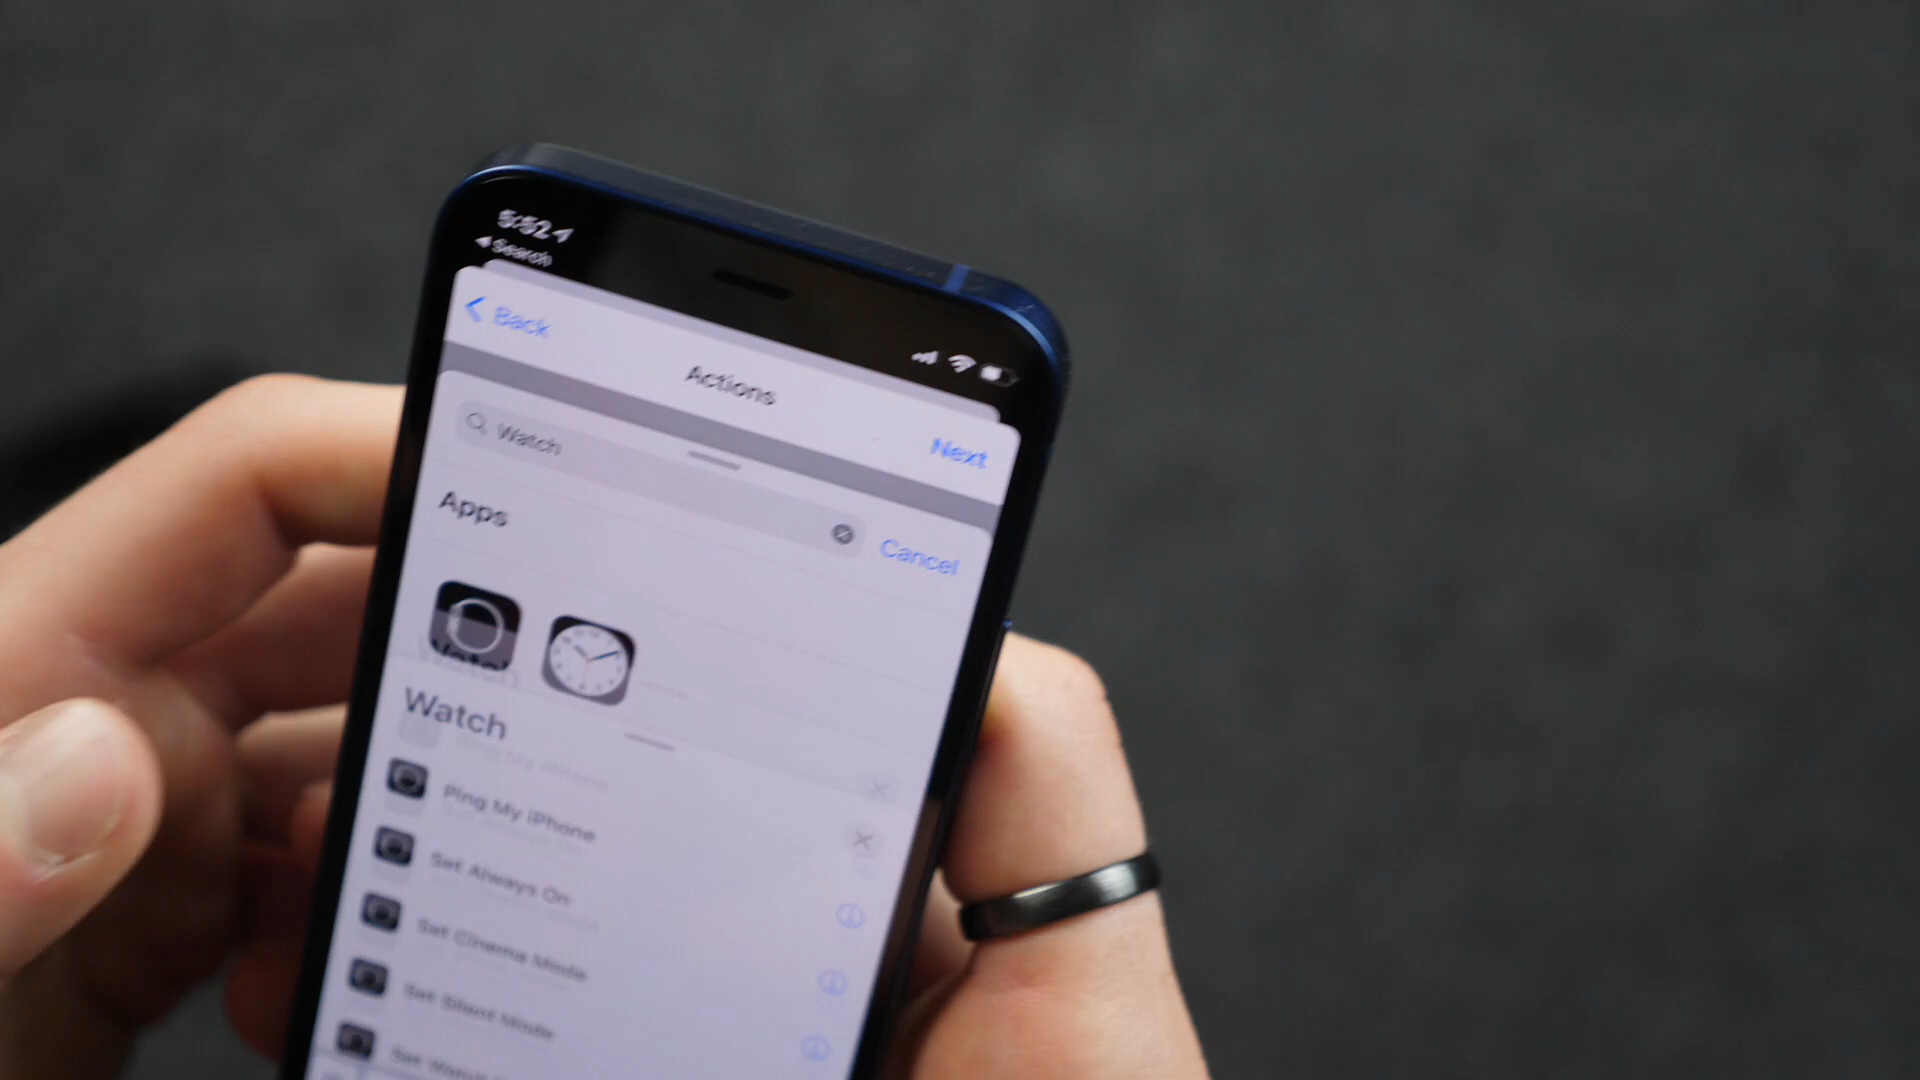 5:52
Search
Back
Actions
Next
Watch
Cancel
Apps
Watch
Ping My iPhone
Set Always On
Set Cinema Mode
Set Silent Mode
Set